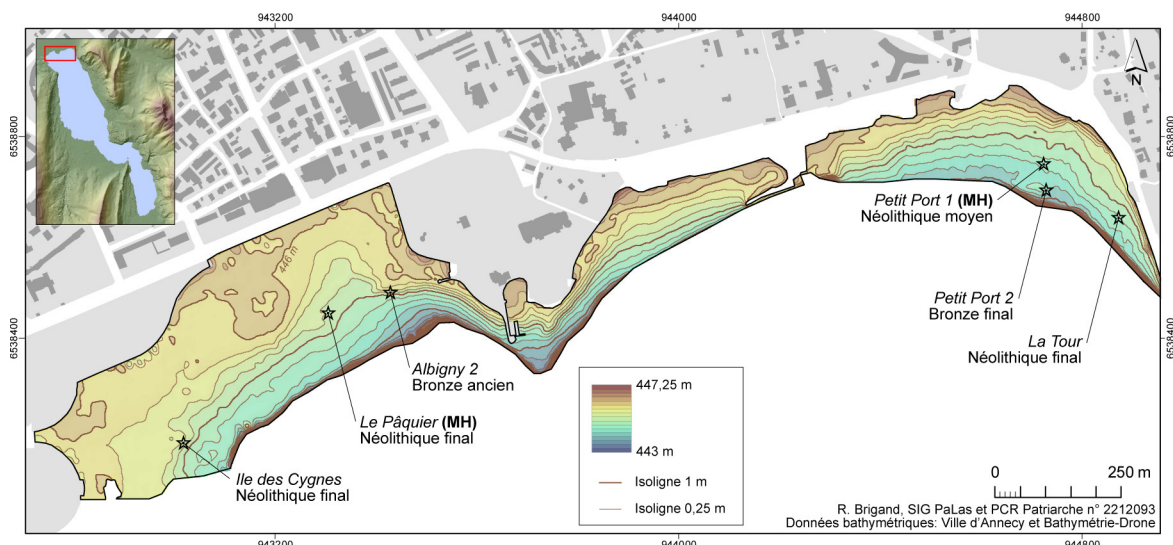 943200
944000
944800
N
6538800
6538800
Petit Port 1 (MH)
Néolithique moyen
446 m
Petit Port 2
Bronze final
6538400
6538400
La Tour
Néolithique final
Albigny 2
Bronze ancien
Le Pâquier (MH)
Néolithique final
Ile des Cygnes
Néolithique final
447,25 m
443 m
Isoligne 1 m
Isoligne 0,25 m
0 250 m
R. Brigand, SIG PaLas et PCR Patriarche n° 2212093
Données bathymétriques: Ville d'Annecy et Bathymétrie-Drone
943200
944000
944800